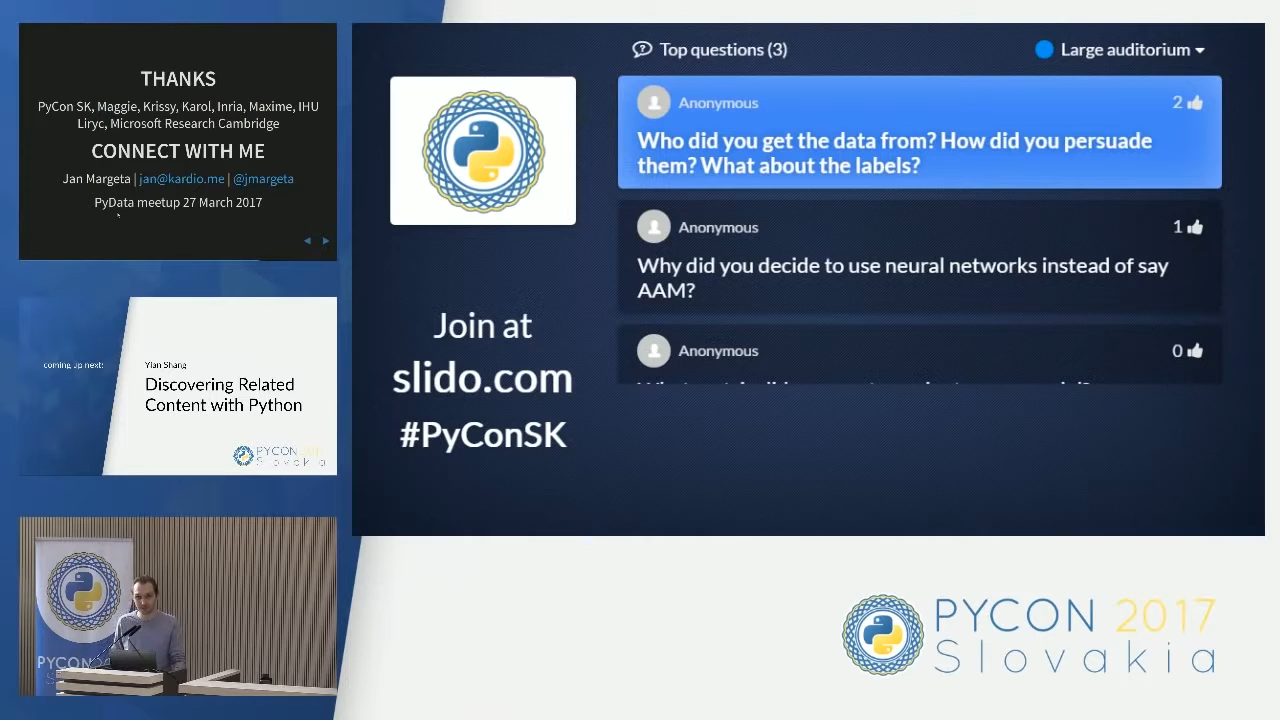 THANKS
PyCon SK, Maggie, Krissy, Karol, Inria, Maxime, IHU
Liryc, Microsoft Research Cambridge
CONNECT WITH ME
Jan Margeta | jan@kardio.me | @jmargeta
PyData meetup 27 March 2017
coming up next:
Yian Shang
Discovering Related
Content with Python
PYCON 2017
Slovakia
Top questions (3)
Large auditorium
Anonymous
2
Who did you get the data from? How did you persuade
them? What about the labels?
Anonymous
1
Why did you decide to use neural networks instead of say
AAM?
Anonymous
0
Join at
slido.com
#PyConSK
PYCON 2017
Slovakia